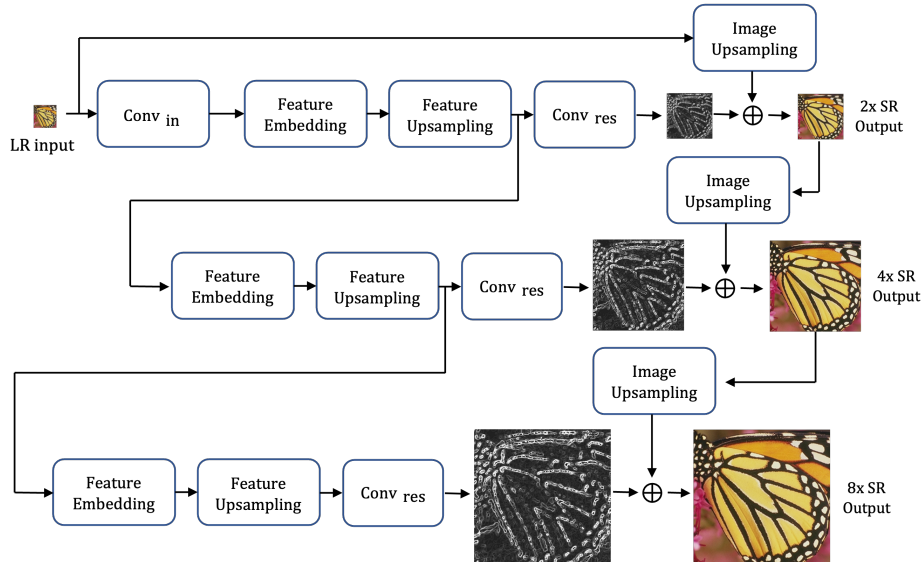 Image
Upsampling
LR input
Conv in
Feature
Embedding
Feature
Upsampling
Conv res
2x SR
Output
Image
Upsampling
Feature
Embedding
Feature
Upsampling
Conv res
4x SR
Output
Image
Upsampling
Feature
Embedding
Feature
Upsampling
Conv res
8x SR
Output